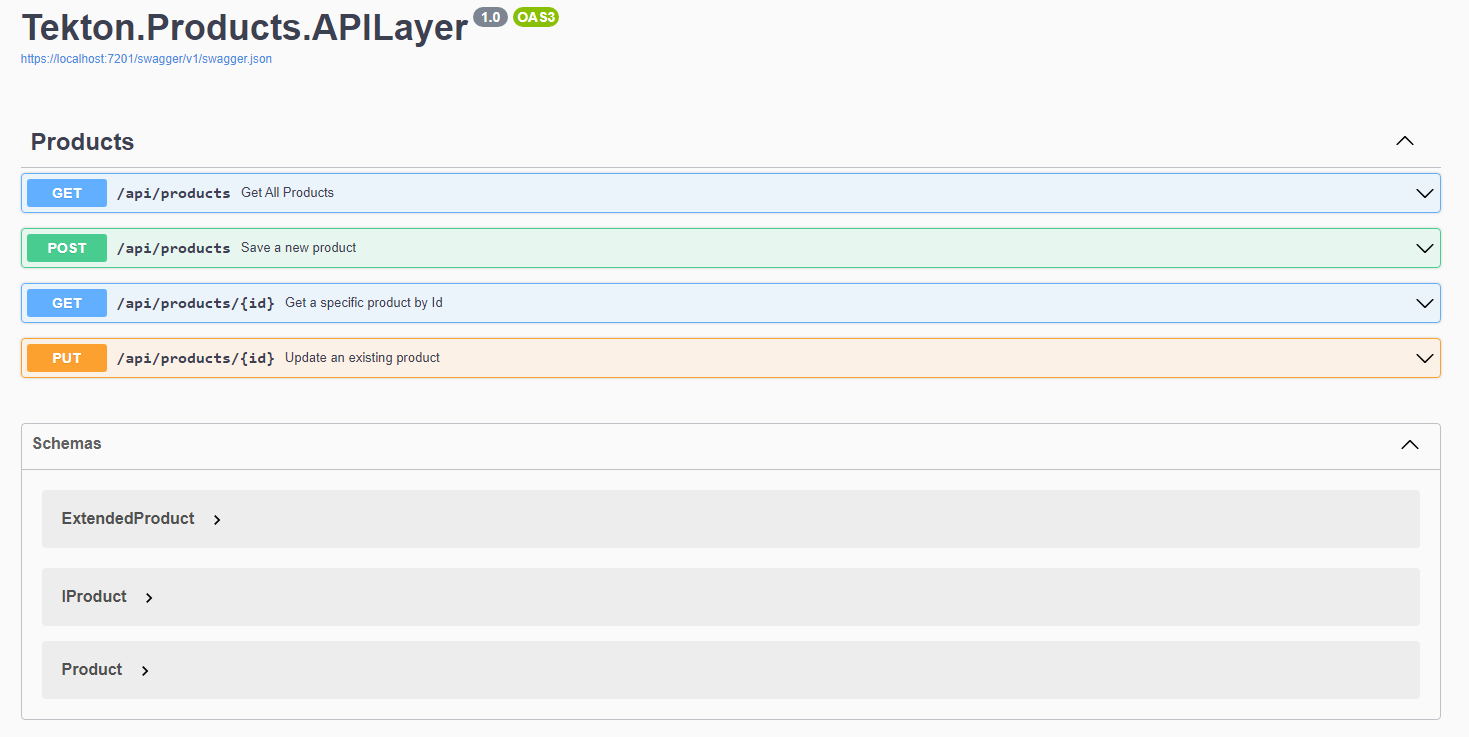 Tekton.Products.APILayer 1.0 OAS3
https://localhost:7201/swagger/v1/swagger.json
Products
GET /api/products Get All Products
POST /api/products Save a new product
GET /api/products/{id} Get a specific product by Id
PUT /api/products/{id} Update an existing product
Schemas
ExtendedProduct
IProduct
Product